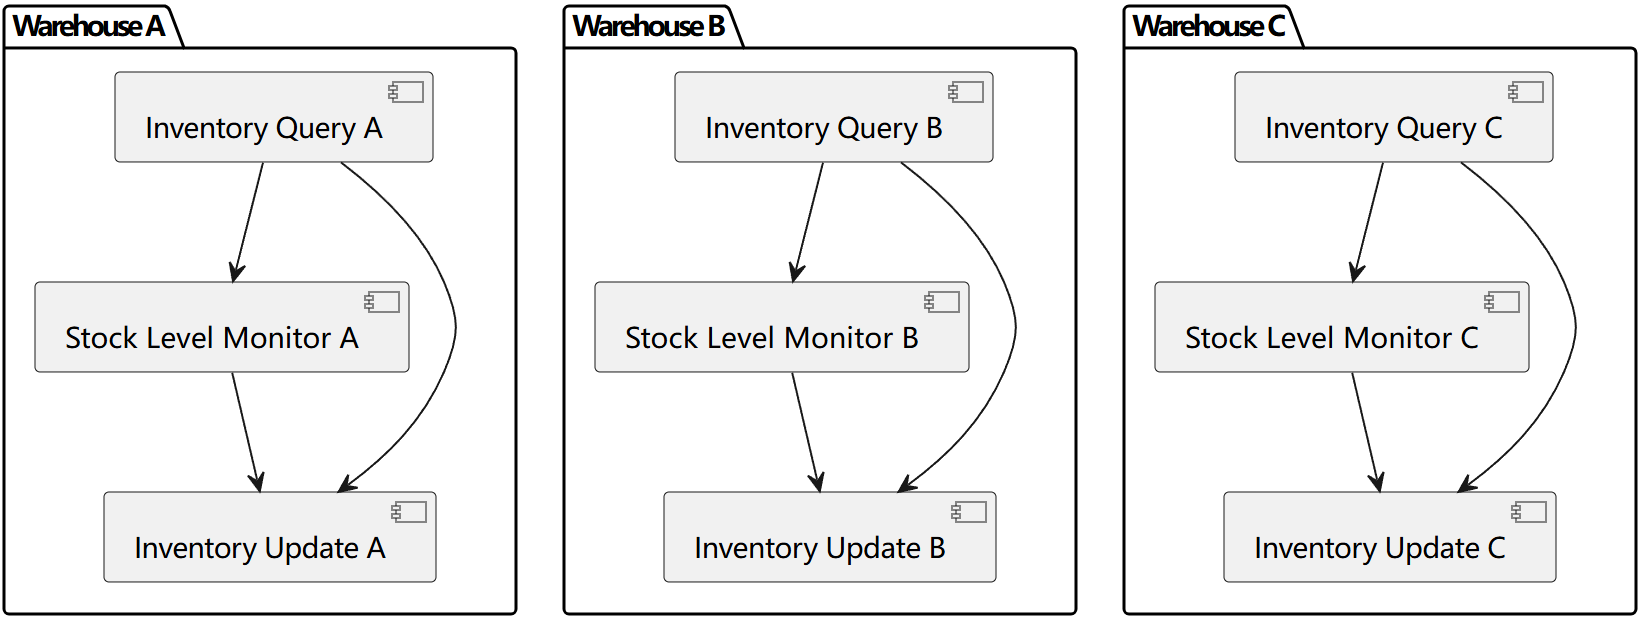 Warehouse A
Inventory Query A
Stock Level Monitor A
Inventory Update A
Warehouse B
Inventory Query B
Stock Level Monitor B
Inventory Update B
Warehouse C
Inventory Query C
Stock Level Monitor C
Inventory Update C